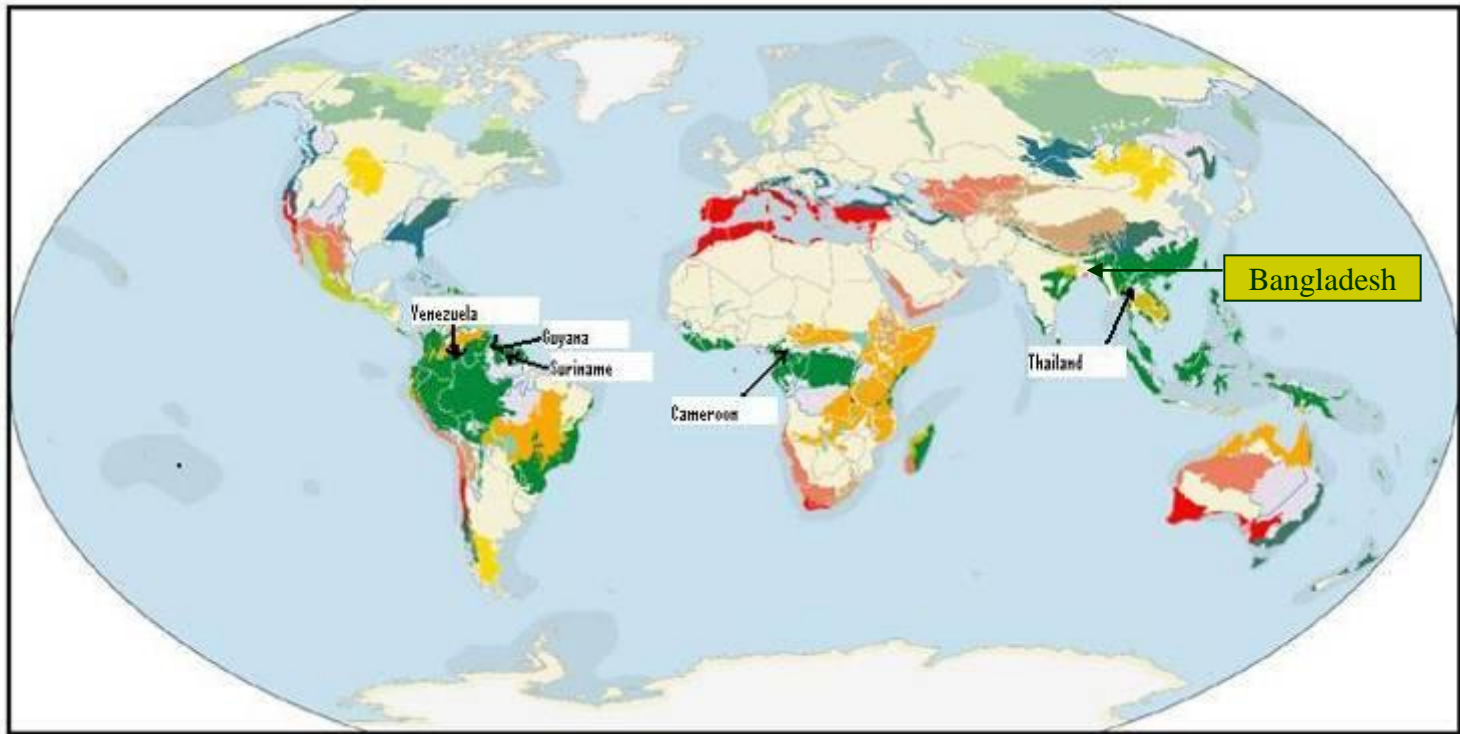 Bangladesh
Venezuela
Guyana
Suriname
Thailand
Cameroon